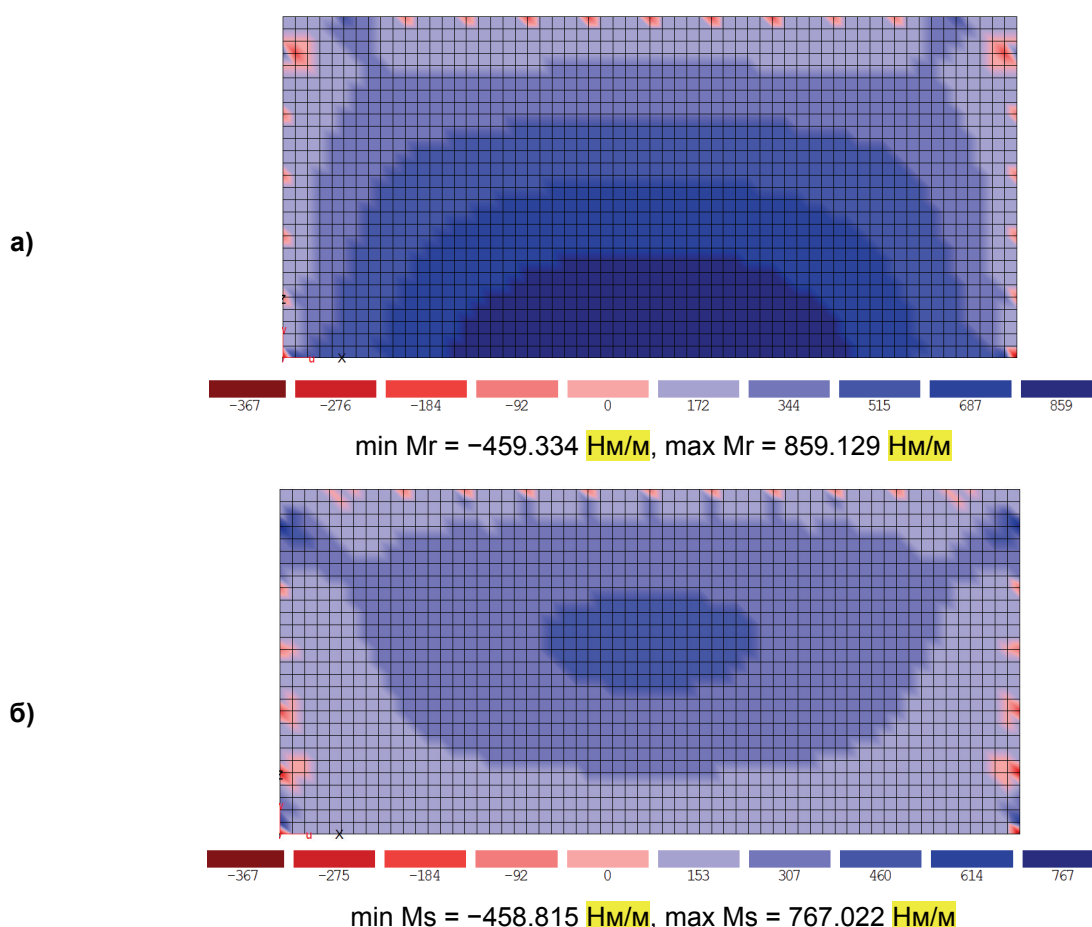 а)
Z
u X
−367 −276 −184 −92 0 172 344 515 687 859
min Mr = −459.334 Нм/м, max Mr = 859.129 Нм/м
б)
Z
u X
−367 −275 −184 −92 0 153 307 460 614 767
min Ms = −458.815 Нм/м, max Ms = 767.022 Нм/м